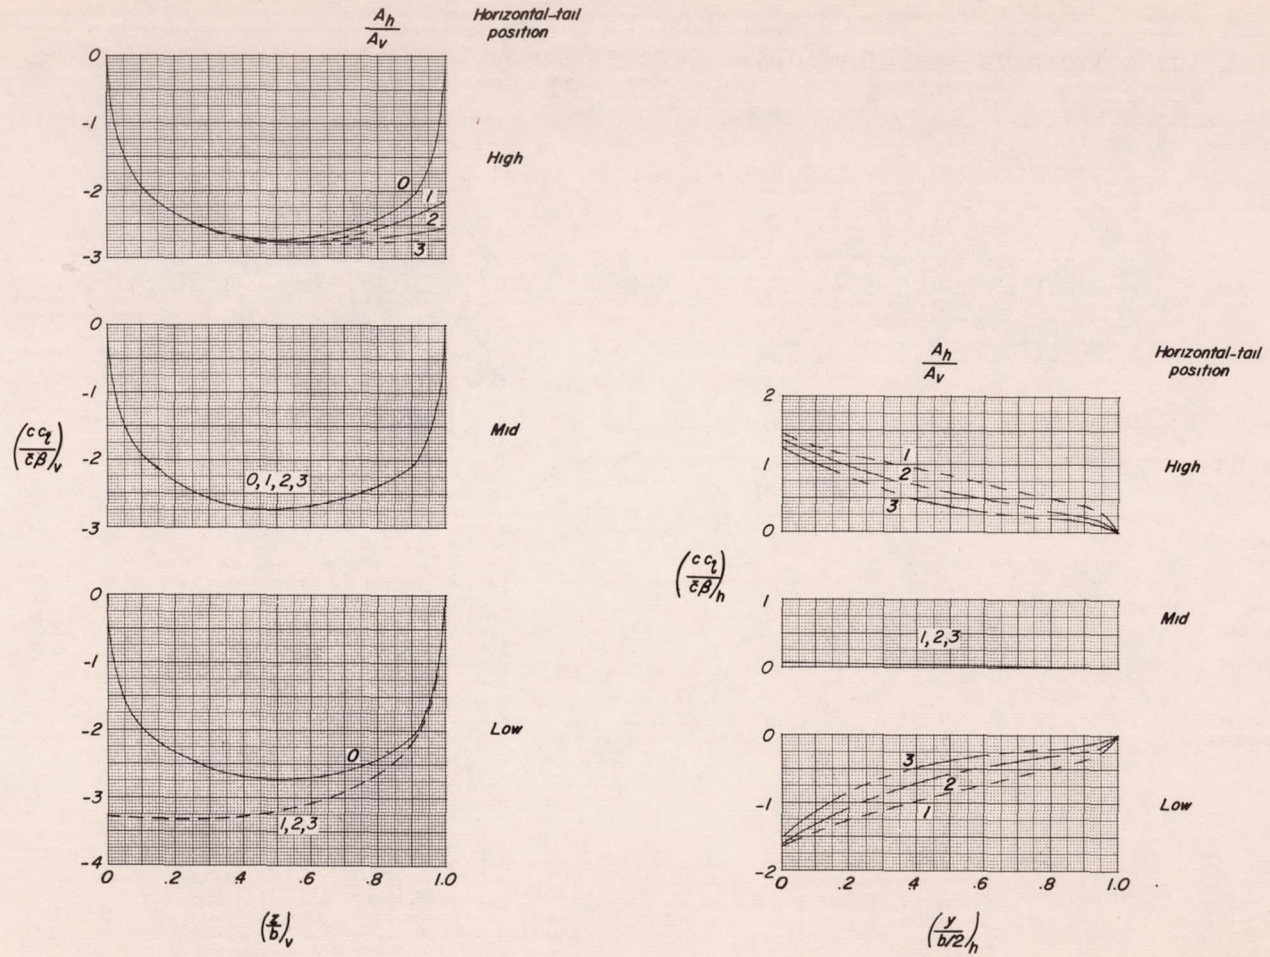 A_h
A_v
Horizontal-tail
position
0
-1
-2
-3
0
1
2
3
High
0
-1
-2
-3
(c c_l / c̄β)_v
0,1,2,3
Mid
0
-1
-2
-3
-4
0
1,2,3
Low
0 .2 .4 .6 .8 1.0
(z/b)_v
A_h
A_v
Horizontal-tail
position
2
1
0
1
2
3
High
(c c_l / c̄β)_h
1
0
1,2,3
Mid
0
-1
-2
3
2
1
Low
0 .2 .4 .6 .8 1.0
(y / b/2)_h